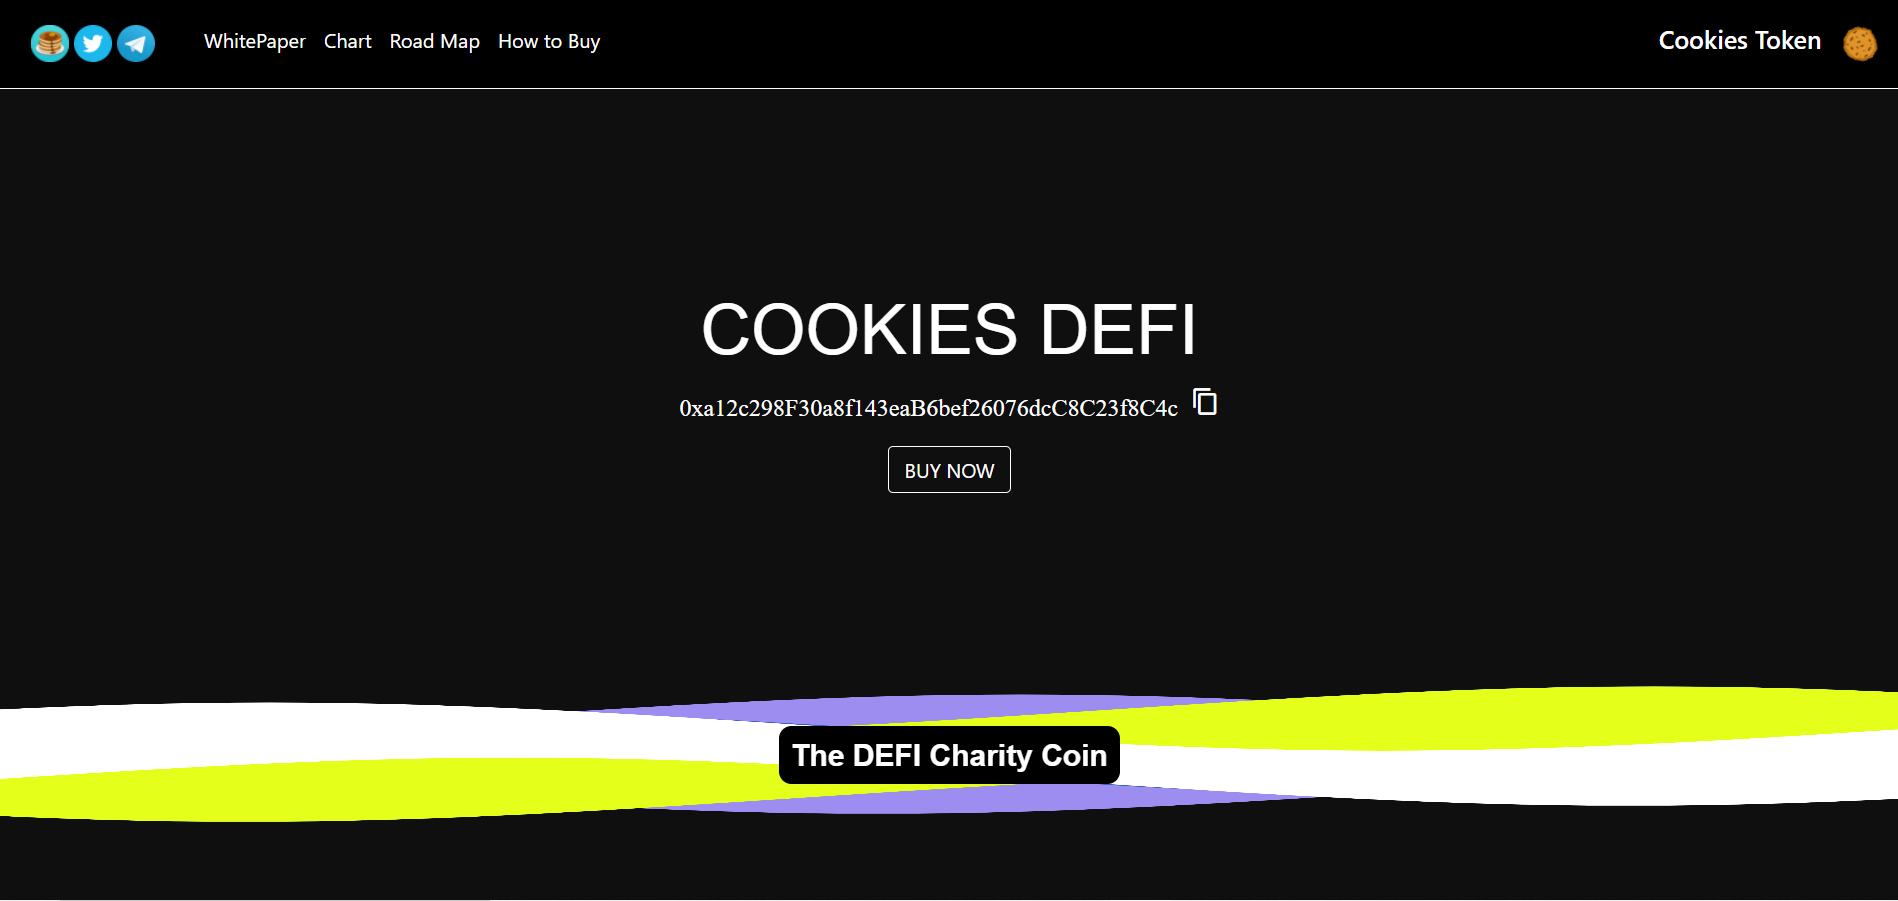 WhitePaper Chart Road Map How to Buy Cookies Token
COOKIES DEFI
0xa12c298F30a8f143eaB6bef26076dcC8C23f8C4c
BUY NOW
The DEFI Charity Coin